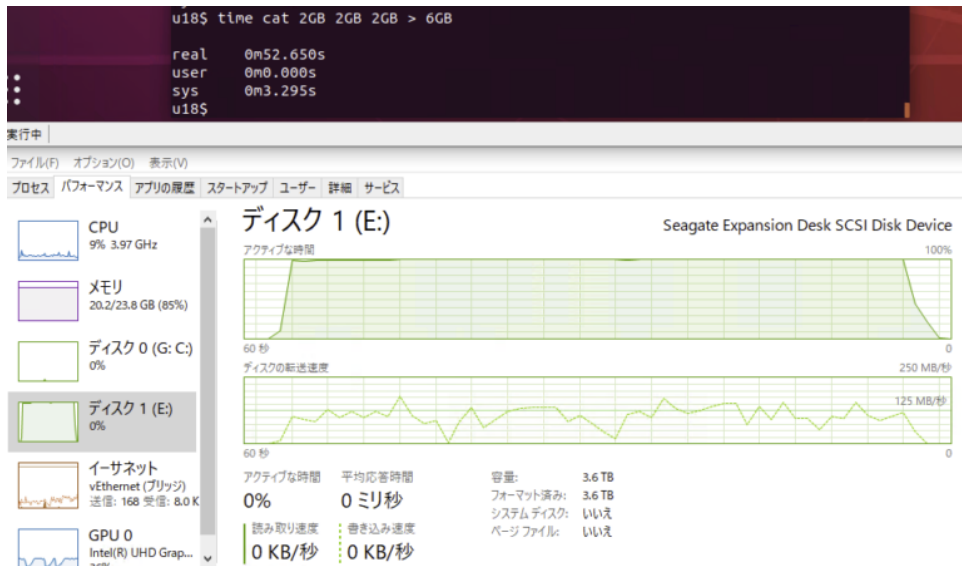 u18$ time cat 2GB 2GB 2GB > 6GB
real 0m52.650s
user 0m0.000s
sys 0m3.295s
u18$
実行中
ファイル(F) オプション(O) 表示(V)
プロセス パフォーマンス アプリの履歴 スタートアップ ユーザー 詳細 サービス
CPU
9% 3.97 GHz
メモリ
20.2/23.8 GB (85%)
ディスク 0 (G: C:)
0%
ディスク 1 (E:)
0%
イーサネット
vEthernet (ブリッジ)
送信: 168 受信: 8.0 K
GPU 0
Intel(R) UHD Grap...
ディスク 1 (E:)
Seagate Expansion Desk SCSI Disk Device
アクティブな時間 100%
60 秒 0
ディスクの転送速度 250 MB/秒
125 MB/秒
60 秒 0
アクティブな時間 平均応答時間
0% 0 ミリ秒
読み取り速度 書き込み速度
0 KB/秒 0 KB/秒
容量: 3.6 TB
フォーマット済み: 3.6 TB
システム ディスク: いいえ
ページ ファイル: いいえ